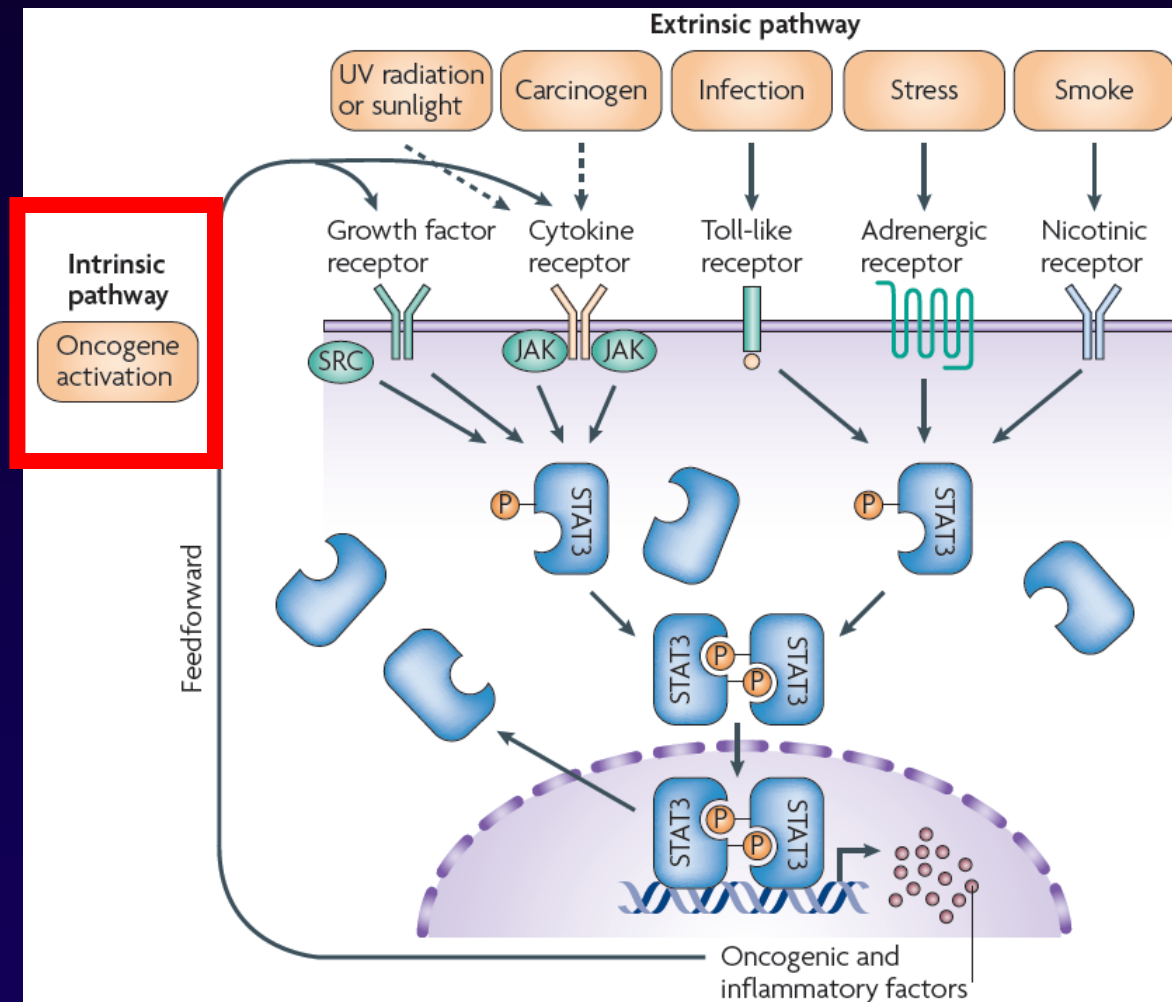 Extrinsic pathway
UV radiation
or sunlight
Carcinogen
Infection
Stress
Smoke
Growth factor
receptor
Cytokine
receptor
Toll-like
receptor
Adrenergic
receptor
Nicotinic
receptor
Intrinsic
pathway
Oncogene
activation
SRC
JAK
JAK
P
STAT3
P
STAT3
Feedforward
STAT3
P
P
STAT3
STAT3
P
P
STAT3
Oncogenic and
inflammatory factors